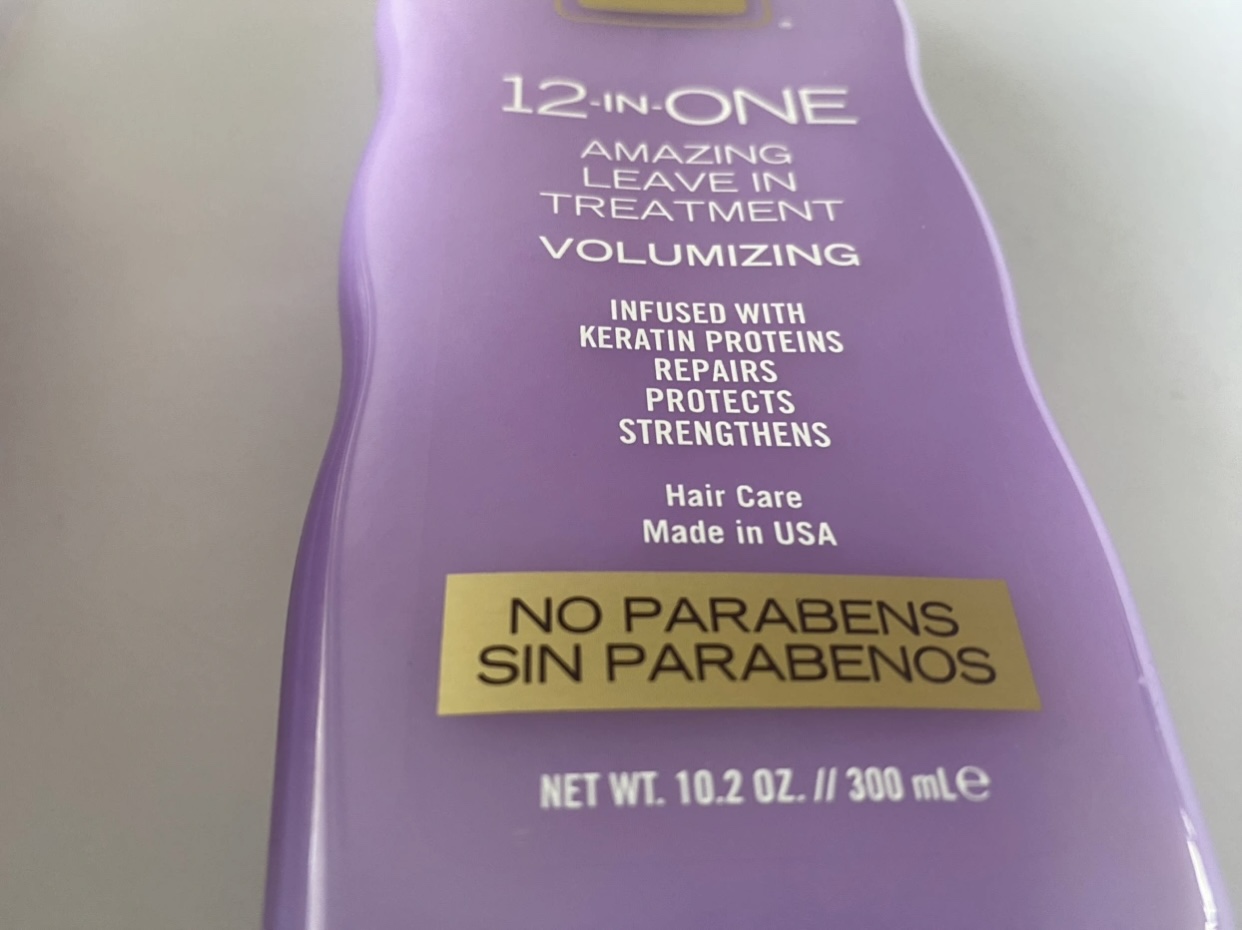 12-IN-ONE
AMAZING
LEAVE IN
TREATMENT
VOLUMIZING
INFUSED WITH
KERATIN PROTEINS
REPAIRS
PROTECTS
STRENGTHENS
Hair Care
Made in USA
NO PARABENS
SIN PARABENOS
NET WT. 10.2 OZ. // 300 mL℮